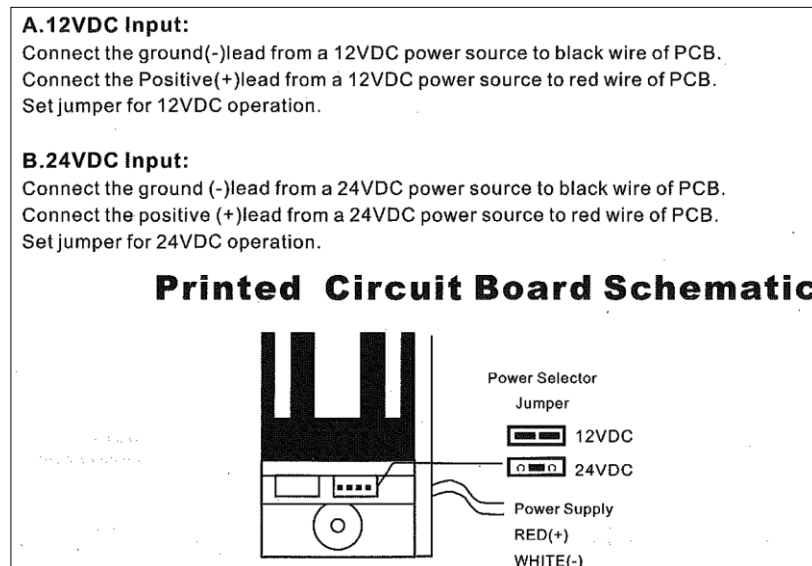 A.12VDC Input:
Connect the ground(-)lead from a 12VDC power source to black wire of PCB.
Connect the Positive(+)lead from a 12VDC power source to red wire of PCB.
Set jumper for 12VDC operation.
B.24VDC Input:
Connect the ground (-)lead from a 24VDC power source to black wire of PCB.
Connect the positive (+)lead from a 24VDC power source to red wire of PCB.
Set jumper for 24VDC operation.
Printed Circuit Board Schematic
Power Selector
Jumper
12VDC
24VDC
Power Supply
RED(+)
WHITE(-)